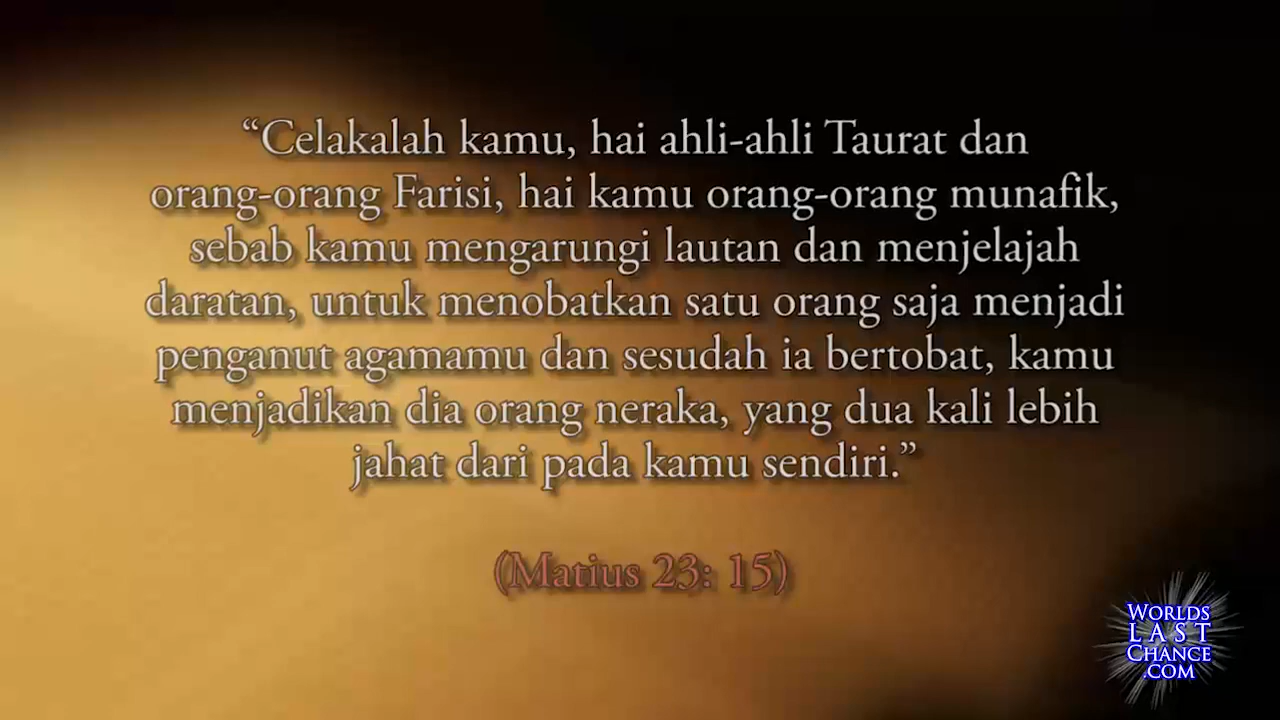 “Celakalah kamu, hai ahli-ahli Taurat dan
orang-orang Farisi, hai kamu orang-orang munafik,
sebab kamu mengarungi lautan dan menjelajah
daratan, untuk menobatkan satu orang saja menjadi
penganut agamamu dan sesudah ia bertobat, kamu
menjadikan dia orang neraka, yang dua kali lebih
jahat dari pada kamu sendiri.”
(Matius 23: 15)
WORLDS
LAST
CHANCE
.COM